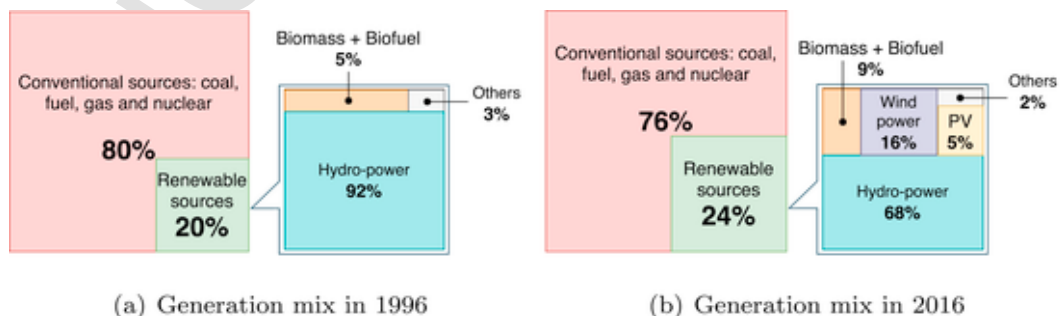 Conventional sources: coal,
fuel, gas and nuclear
80%
Renewable
sources
20%
Biomass + Biofuel
5%
Others
3%
Hydro-power
92%
(a) Generation mix in 1996
Conventional sources: coal,
fuel, gas and nuclear
76%
Renewable
sources
24%
Biomass + Biofuel
9%
Others
2%
Wind
power
16%
PV
5%
Hydro-power
68%
(b) Generation mix in 2016